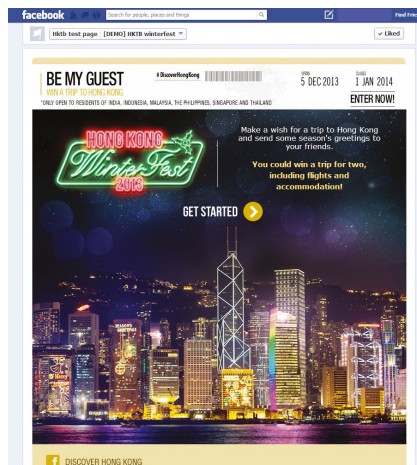 facebook
Search for people, places and things
Find Frie
Hktb test page
[DEMO] HKTB winterfest
Liked
BE MY GUEST
WIN A TRIP TO HONG KONG
# DiscoverHongKong
5 DEC 2013
1 JAN 2014
*ONLY OPEN TO RESIDENTS OF INDIA, INDONESIA, MALAYSIA, THE PHILIPPINES, SINGAPORE AND THAILAND
ENTER NOW!
HONG KONG
WinterFest
2013
Make a wish for a trip to Hong Kong
and send some season's greetings to
your friends.
You could win a trip for two,
including flights and
accommodation!
GET STARTED
SEASON'S
GREETINGS
DISCOVER HONG KONG